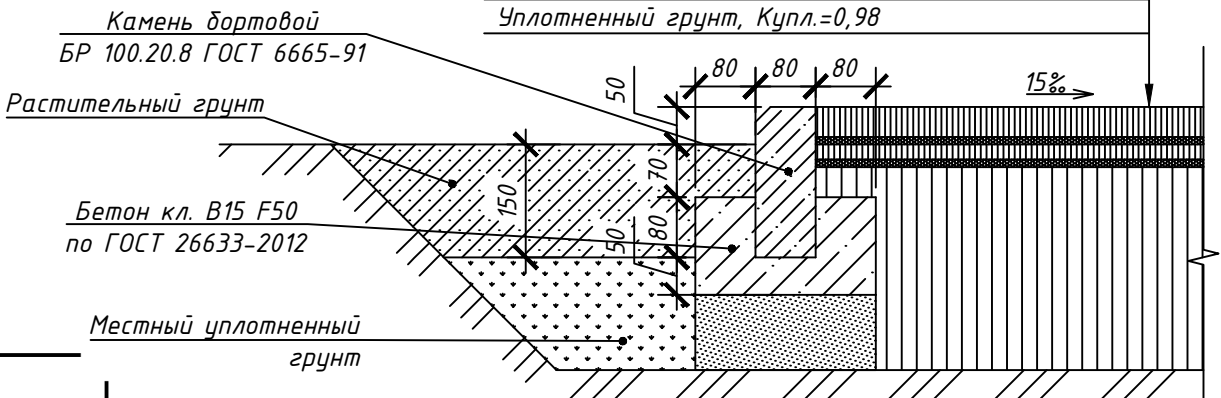 Уплотненный грунт, Купл.=0,98
Камень бортовой
БР 100.20.8 ГОСТ 6665-91
Растительный грунт
Бетон кл. В15 F50
по ГОСТ 26633-2012
Местный уплотненный
грунт
80 80 80
15‰
50
70
150
80
50